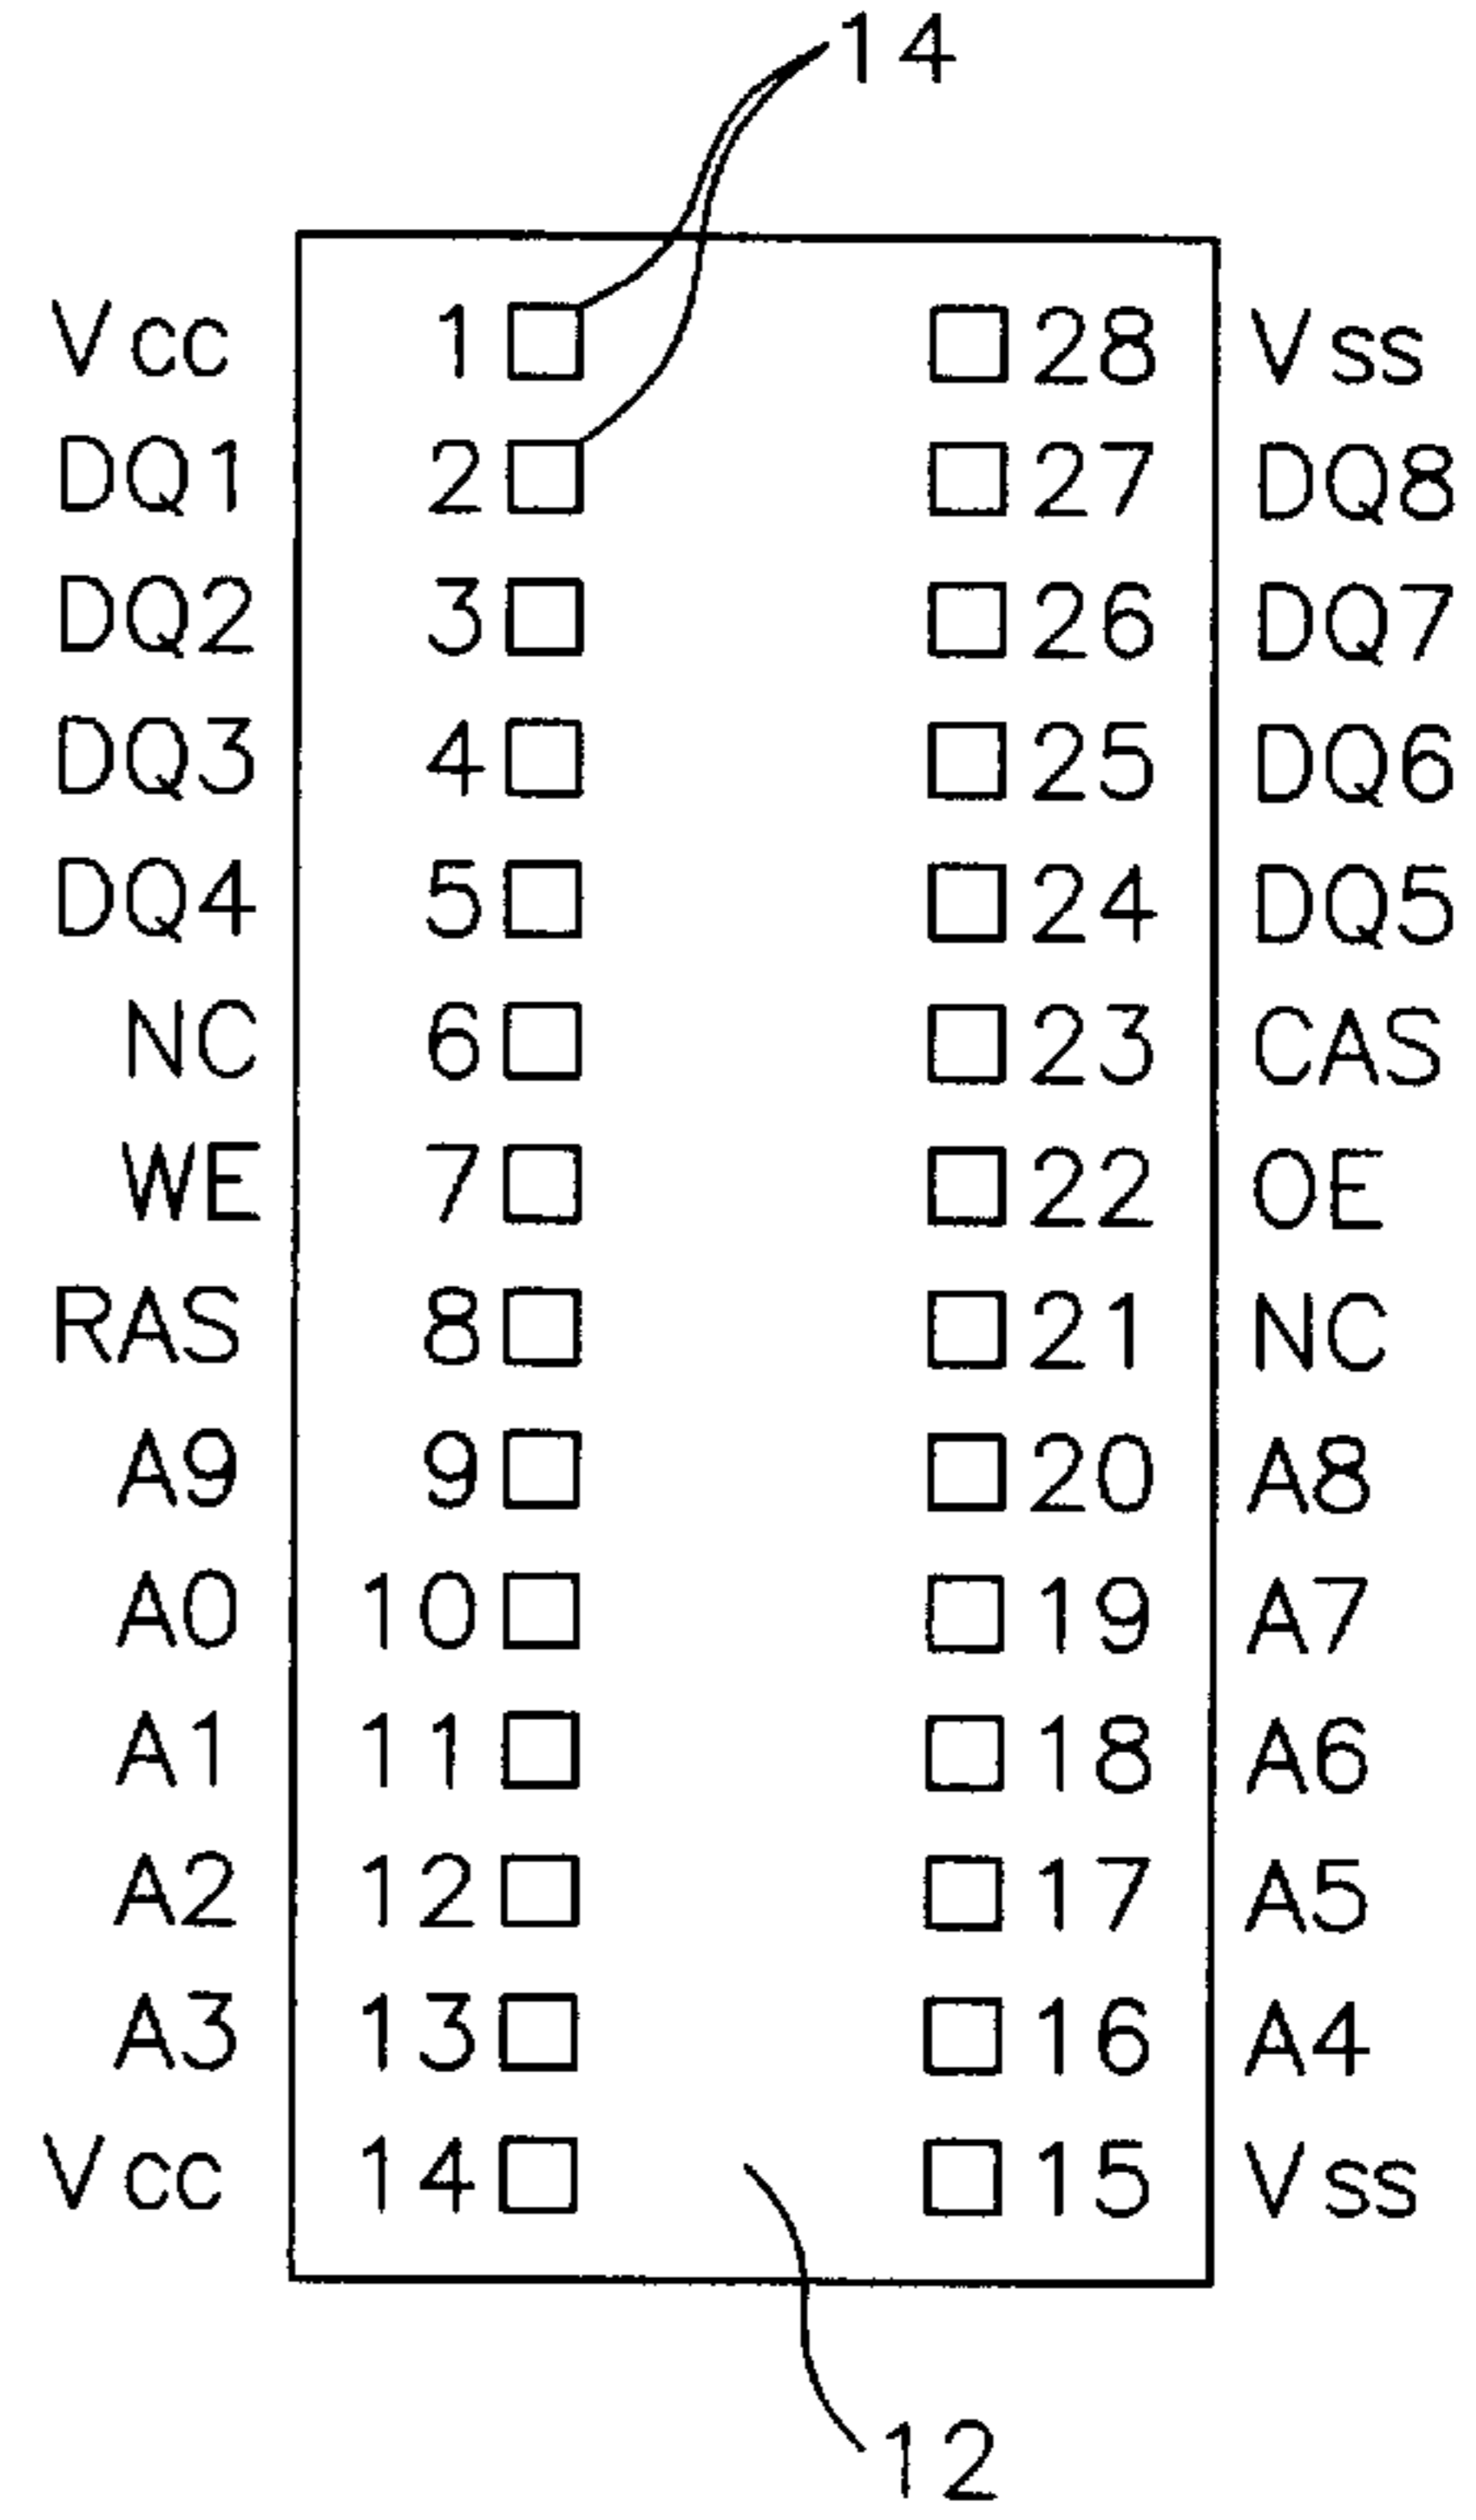 14
Vcc 1 28 Vss
DQ1 2 27 DQ8
DQ2 3 26 DQ7
DQ3 4 25 DQ6
DQ4 5 24 DQ5
NC 6 23 CAS
WE 7 22 OE
RAS 8 21 NC
A9 9 20 A8
A0 10 19 A7
A1 11 18 A6
A2 12 17 A5
A3 13 16 A4
Vcc 14 15 Vss
12